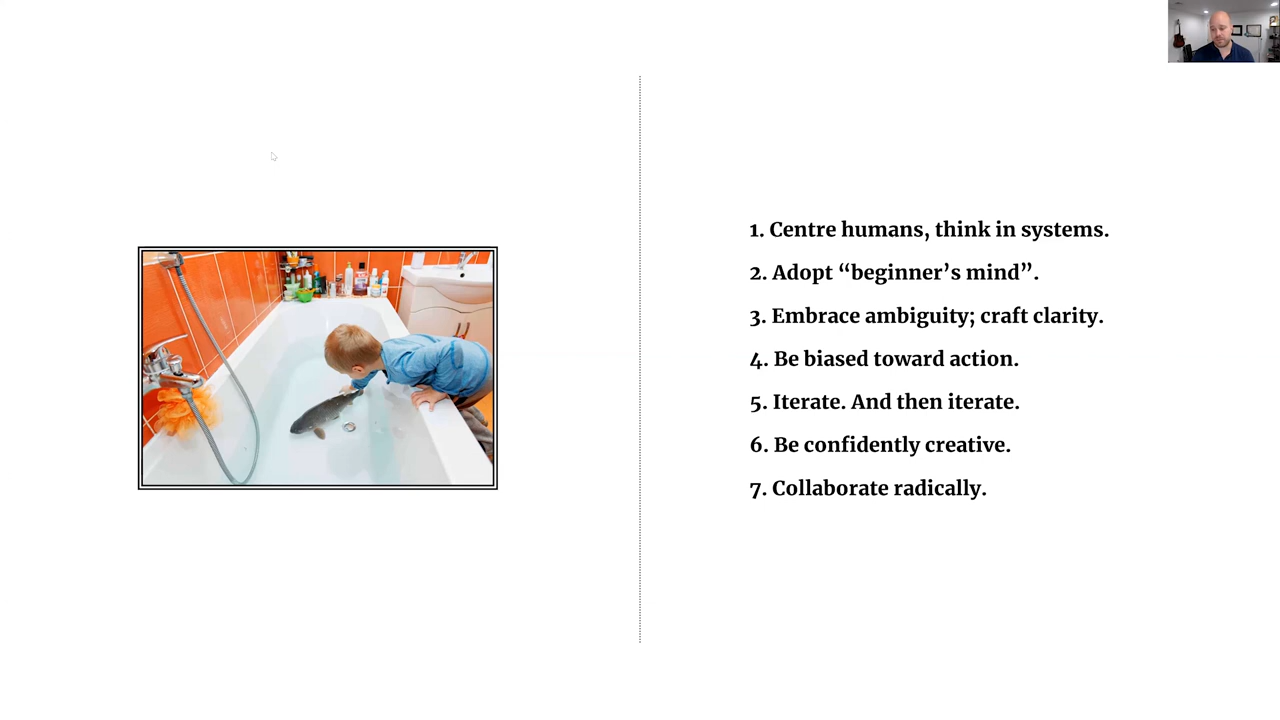 1. Centre humans, think in systems.
2. Adopt “beginner’s mind”.
3. Embrace ambiguity; craft clarity.
4. Be biased toward action.
5. Iterate. And then iterate.
6. Be confidently creative.
7. Collaborate radically.